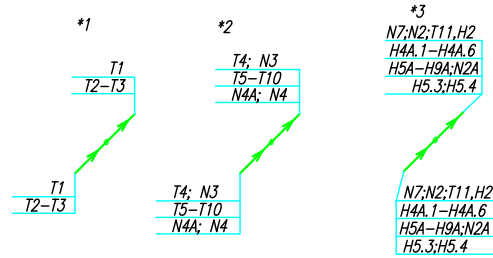 *1
T1
T2-T3
T1
T2-T3
*2
T4; N3
T5-T10
N4A; N4
T4; N3
T5-T10
N4A; N4
*3
N7;N2;T11,H2
H4A.1-H4A.6
H5A-H9A;N2A
H5.3;H5.4
N7;N2;T11,H2
H4A.1-H4A.6
H5A-H9A;N2A
H5.3;H5.4